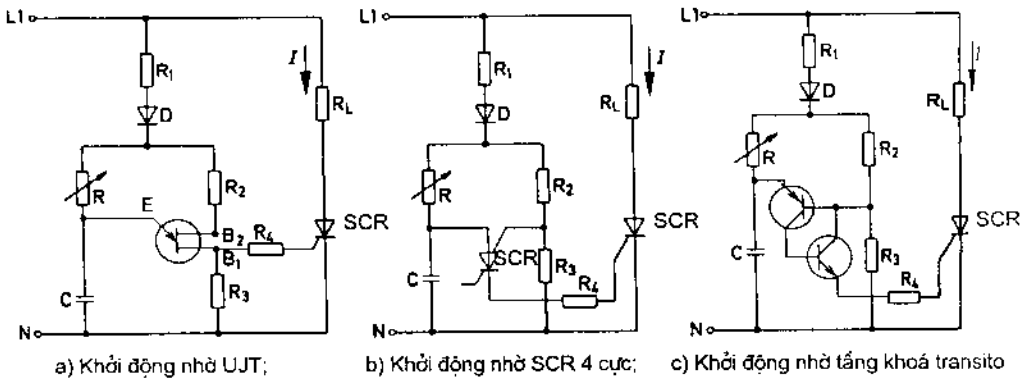 L1
I
R1
D
RL
R
R2
E
B2
B1
R4
SCR
C
R3
N
a) Khởi động nhờ UJT;
L1
I
R1
D
RL
R
R2
SCR
SCR
C
R3
R4
N
b) Khởi động nhờ SCR 4 cực;
L1
I
R1
D
RL
R
R2
SCR
C
R3
R4
N
c) Khởi động nhờ tầng khoá transito